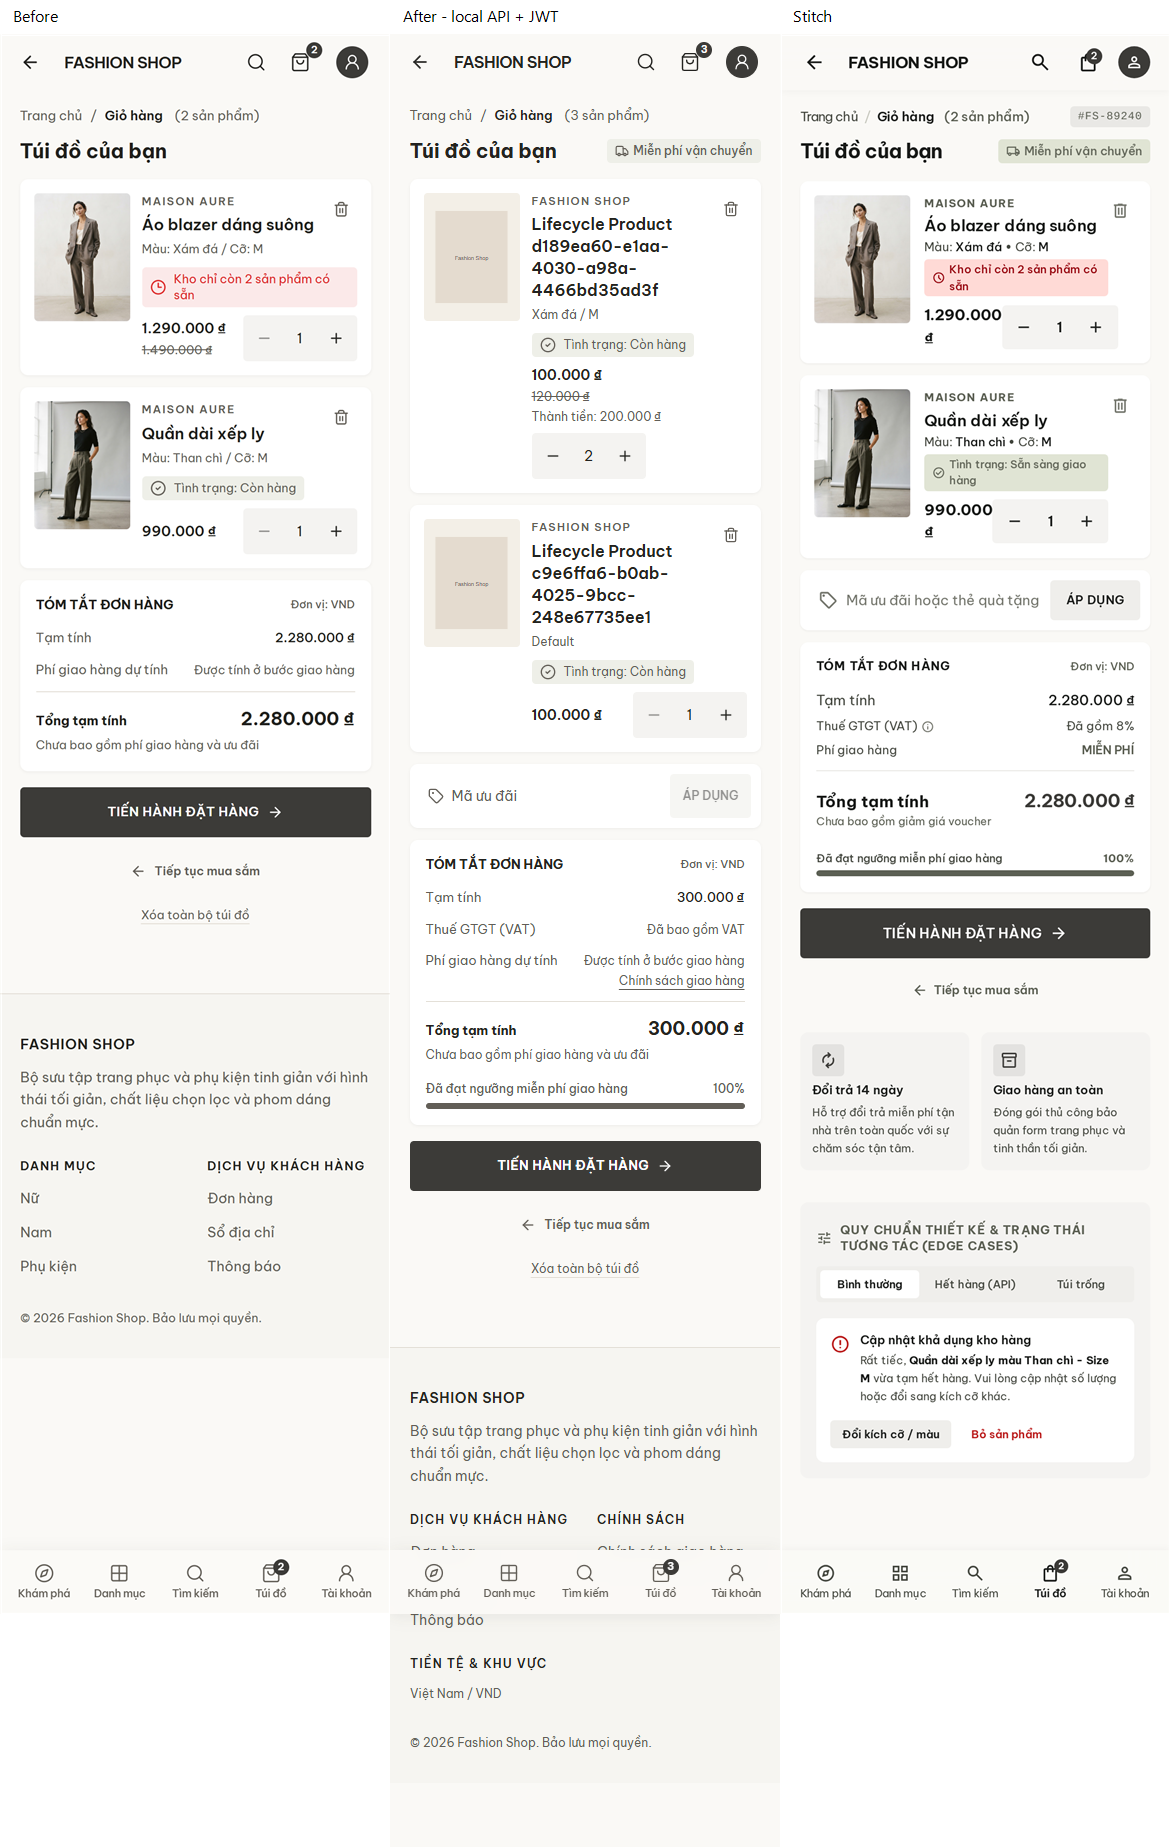 Before
FASHION SHOP
2
Trang chủ / Giỏ hàng (2 sản phẩm)
Túi đồ của bạn
MAISON AURE
Áo blazer dáng suông
Màu: Xám đá / Cỡ: M
Kho chỉ còn 2 sản phẩm có
sẵn
1.290.000 ₫
1.490.000 ₫
1
MAISON AURE
Quần dài xếp ly
Màu: Than chì / Cỡ: M
Tình trạng: Còn hàng
990.000 ₫
1
TÓM TẮT ĐƠN HÀNG
Đơn vị: VND
Tạm tính
2.280.000 ₫
Phí giao hàng dự tính
Được tính ở bước giao hàng
Tổng tạm tính
2.280.000 ₫
Chưa bao gồm phí giao hàng và ưu đãi
TIẾN HÀNH ĐẶT HÀNG
Tiếp tục mua sắm
Xóa toàn bộ túi đồ
FASHION SHOP
Bộ sưu tập trang phục và phụ kiện tinh giản với hình
thái tối giản, chất liệu chọn lọc và phom dáng
chuẩn mực.
DANH MỤC
DỊCH VỤ KHÁCH HÀNG
Nữ
Đơn hàng
Nam
Sổ địa chỉ
Phụ kiện
Thông báo
© 2026 Fashion Shop. Bảo lưu mọi quyền.
Khám phá
Danh mục
Tìm kiếm
2
Túi đồ
Tài khoản
After - local API + JWT
FASHION SHOP
3
Trang chủ / Giỏ hàng (3 sản phẩm)
Túi đồ của bạn
Miễn phí vận chuyển
Fashion Shop
FASHION SHOP
Lifecycle Product
d189ea60-e1aa-
4030-a98a-
4466bd35ad3f
Xám đá / M
Tình trạng: Còn hàng
100.000 ₫
120.000 ₫
Thành tiền: 200.000 ₫
2
Fashion Shop
FASHION SHOP
Lifecycle Product
c9e6ffa6-b0ab-
4025-9bcc-
248e67735ee1
Default
Tình trạng: Còn hàng
100.000 ₫
1
Mã ưu đãi
ÁP DỤNG
TÓM TẮT ĐƠN HÀNG
Đơn vị: VND
Tạm tính
300.000 ₫
Thuế GTGT (VAT)
Đã bao gồm VAT
Phí giao hàng dự tính
Được tính ở bước giao hàng
Chính sách giao hàng
Tổng tạm tính
300.000 ₫
Chưa bao gồm phí giao hàng và ưu đãi
Đã đạt ngưỡng miễn phí giao hàng
100%
TIẾN HÀNH ĐẶT HÀNG
Tiếp tục mua sắm
Xóa toàn bộ túi đồ
FASHION SHOP
Bộ sưu tập trang phục và phụ kiện tinh giản với hình
thái tối giản, chất liệu chọn lọc và phom dáng
chuẩn mực.
DỊCH VỤ KHÁCH HÀNG
CHÍNH SÁCH
Khám phá
Danh mục
Tìm kiếm
3
Túi đồ
Tài khoản
Thông báo
TIỀN TỆ & KHU VỰC
Việt Nam / VND
© 2026 Fashion Shop. Bảo lưu mọi quyền.
Stitch
FASHION SHOP
2
Trang chủ / Giỏ hàng (2 sản phẩm)
#FS-89240
Túi đồ của bạn
Miễn phí vận chuyển
MAISON AURE
Áo blazer dáng suông
Màu: Xám đá • Cỡ: M
Kho chỉ còn 2 sản phẩm có
sẵn
1.290.000
₫
1
MAISON AURE
Quần dài xếp ly
Màu: Than chì • Cỡ: M
Tình trạng: Sẵn sàng giao
hàng
990.000
₫
1
Mã ưu đãi hoặc thẻ quà tặng
ÁP DỤNG
TÓM TẮT ĐƠN HÀNG
Đơn vị: VND
Tạm tính
2.280.000 ₫
Thuế GTGT (VAT)
Đã gồm 8%
Phí giao hàng
MIỄN PHÍ
Tổng tạm tính
2.280.000 ₫
Chưa bao gồm giảm giá voucher
Đã đạt ngưỡng miễn phí giao hàng
100%
TIẾN HÀNH ĐẶT HÀNG
Tiếp tục mua sắm
Đổi trả 14 ngày
Hỗ trợ đổi trả miễn phí tận
nhà trên toàn quốc với sự
chăm sóc tận tâm.
Giao hàng an toàn
Đóng gói thủ công bảo
quản form trang phục và
tinh thần tối giản.
QUY CHUẨN THIẾT KẾ & TRẠNG THÁI
TƯƠNG TÁC (EDGE CASES)
Bình thường
Hết hàng (API)
Túi trống
Cập nhật khả dụng kho hàng
Rất tiếc, Quần dài xếp ly màu Than chì - Size
M vừa tạm hết hàng. Vui lòng cập nhật số lượng
hoặc đổi sang kích cỡ khác.
Đổi kích cỡ / màu
Bỏ sản phẩm
Khám phá
Danh mục
Tìm kiếm
2
Túi đồ
Tài khoản